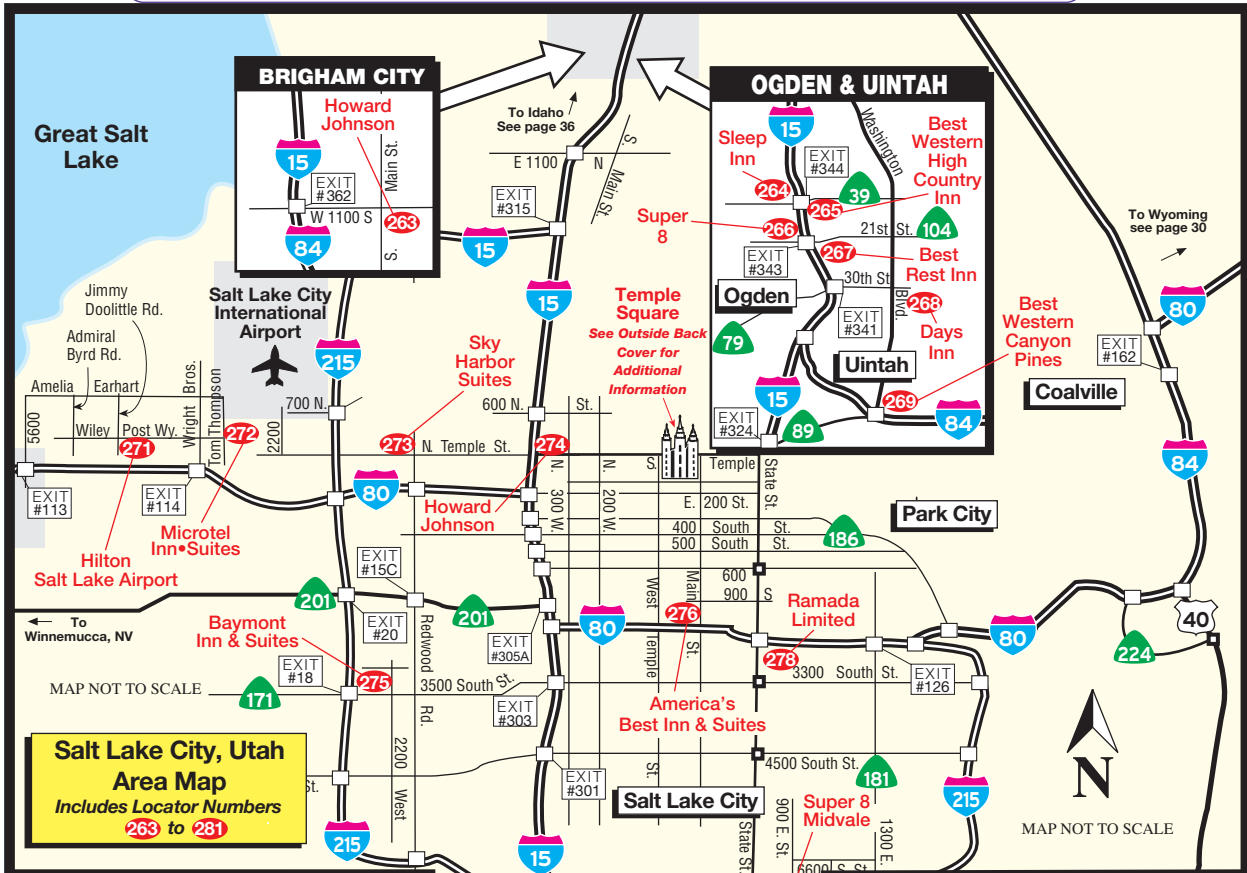 BRIGHAM CITY
Howard
Johnson
15
EXIT
#362
Main St.
W 1100 S
263
84
S.
Great Salt
Lake
To Idaho
See page 36
E 1100 N
S.
Main St.
EXIT
#315
15
15
OGDEN & UINTAH
15
Washington
Sleep
Inn
EXIT
#344
Best
Western
High
Country
Inn
264
39
265
Super
8
266
21st St.
104
EXIT
#343
267
Best
Rest Inn
30th St.
Ogden
Blvd.
268
EXIT
#341
Days
Inn
79
Uintah
15
269
EXIT
#324
89
84
Best
Western
Canyon
Pines
To Wyoming
see page 30
80
EXIT
#162
Coalville
84
Salt Lake City
International
Airport
Jimmy
Doolittle Rd.
Admiral
Byrd Rd.
215
Amelia Earhart
Wright Bros.
Tom Thompson
5600
Wiley Post Wy.
271
272
EXIT
#113
EXIT
#114
Hilton
Salt Lake Airport
Microtel
Inn•Suites
700 N.
2200
Sky
Harbor
Suites
273
N. Temple St.
600 N. St.
274
Howard
Johnson
80
Temple
Square
See Outside Back
Cover for
Additional
Information
S. Temple
N.
300 W.
N.
200 W.
State St.
E. 200 St.
400 South St.
500 South St.
186
Park City
600
900 S
West
Temple
St.
Main
St.
276
America's
Best Inn & Suites
Ramada
Limited
278
3300 South St.
EXIT
#126
80
224
40
EXIT
#15C
201
201
EXIT
#20
EXIT
#305A
80
To
Winnemucca, NV
Baymont
Inn & Suites
EXIT
#18
275
Redwood
Rd.
3500 South St.
EXIT
#303
MAP NOT TO SCALE
171
Salt Lake City, Utah
Area Map
Includes Locator Numbers
263 to 281
St.
2200
West
215
EXIT
#301
15
Salt Lake City
4500 South St.
181
State St.
900 E. St.
Super 8
Midvale
1300 E.
6600 S. St.
215
N
MAP NOT TO SCALE